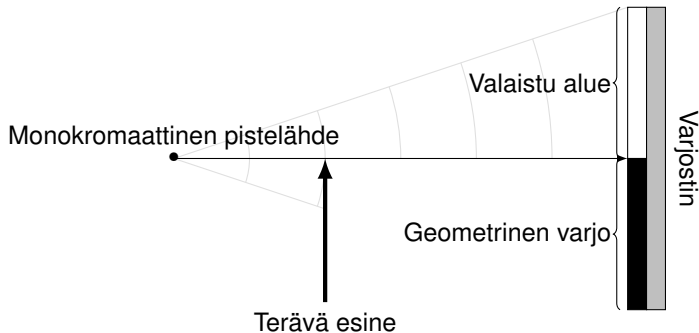 Valaistu alue
Monokromaattinen pistelähde
Varjostin
Geometrinen varjo
Terävä esine